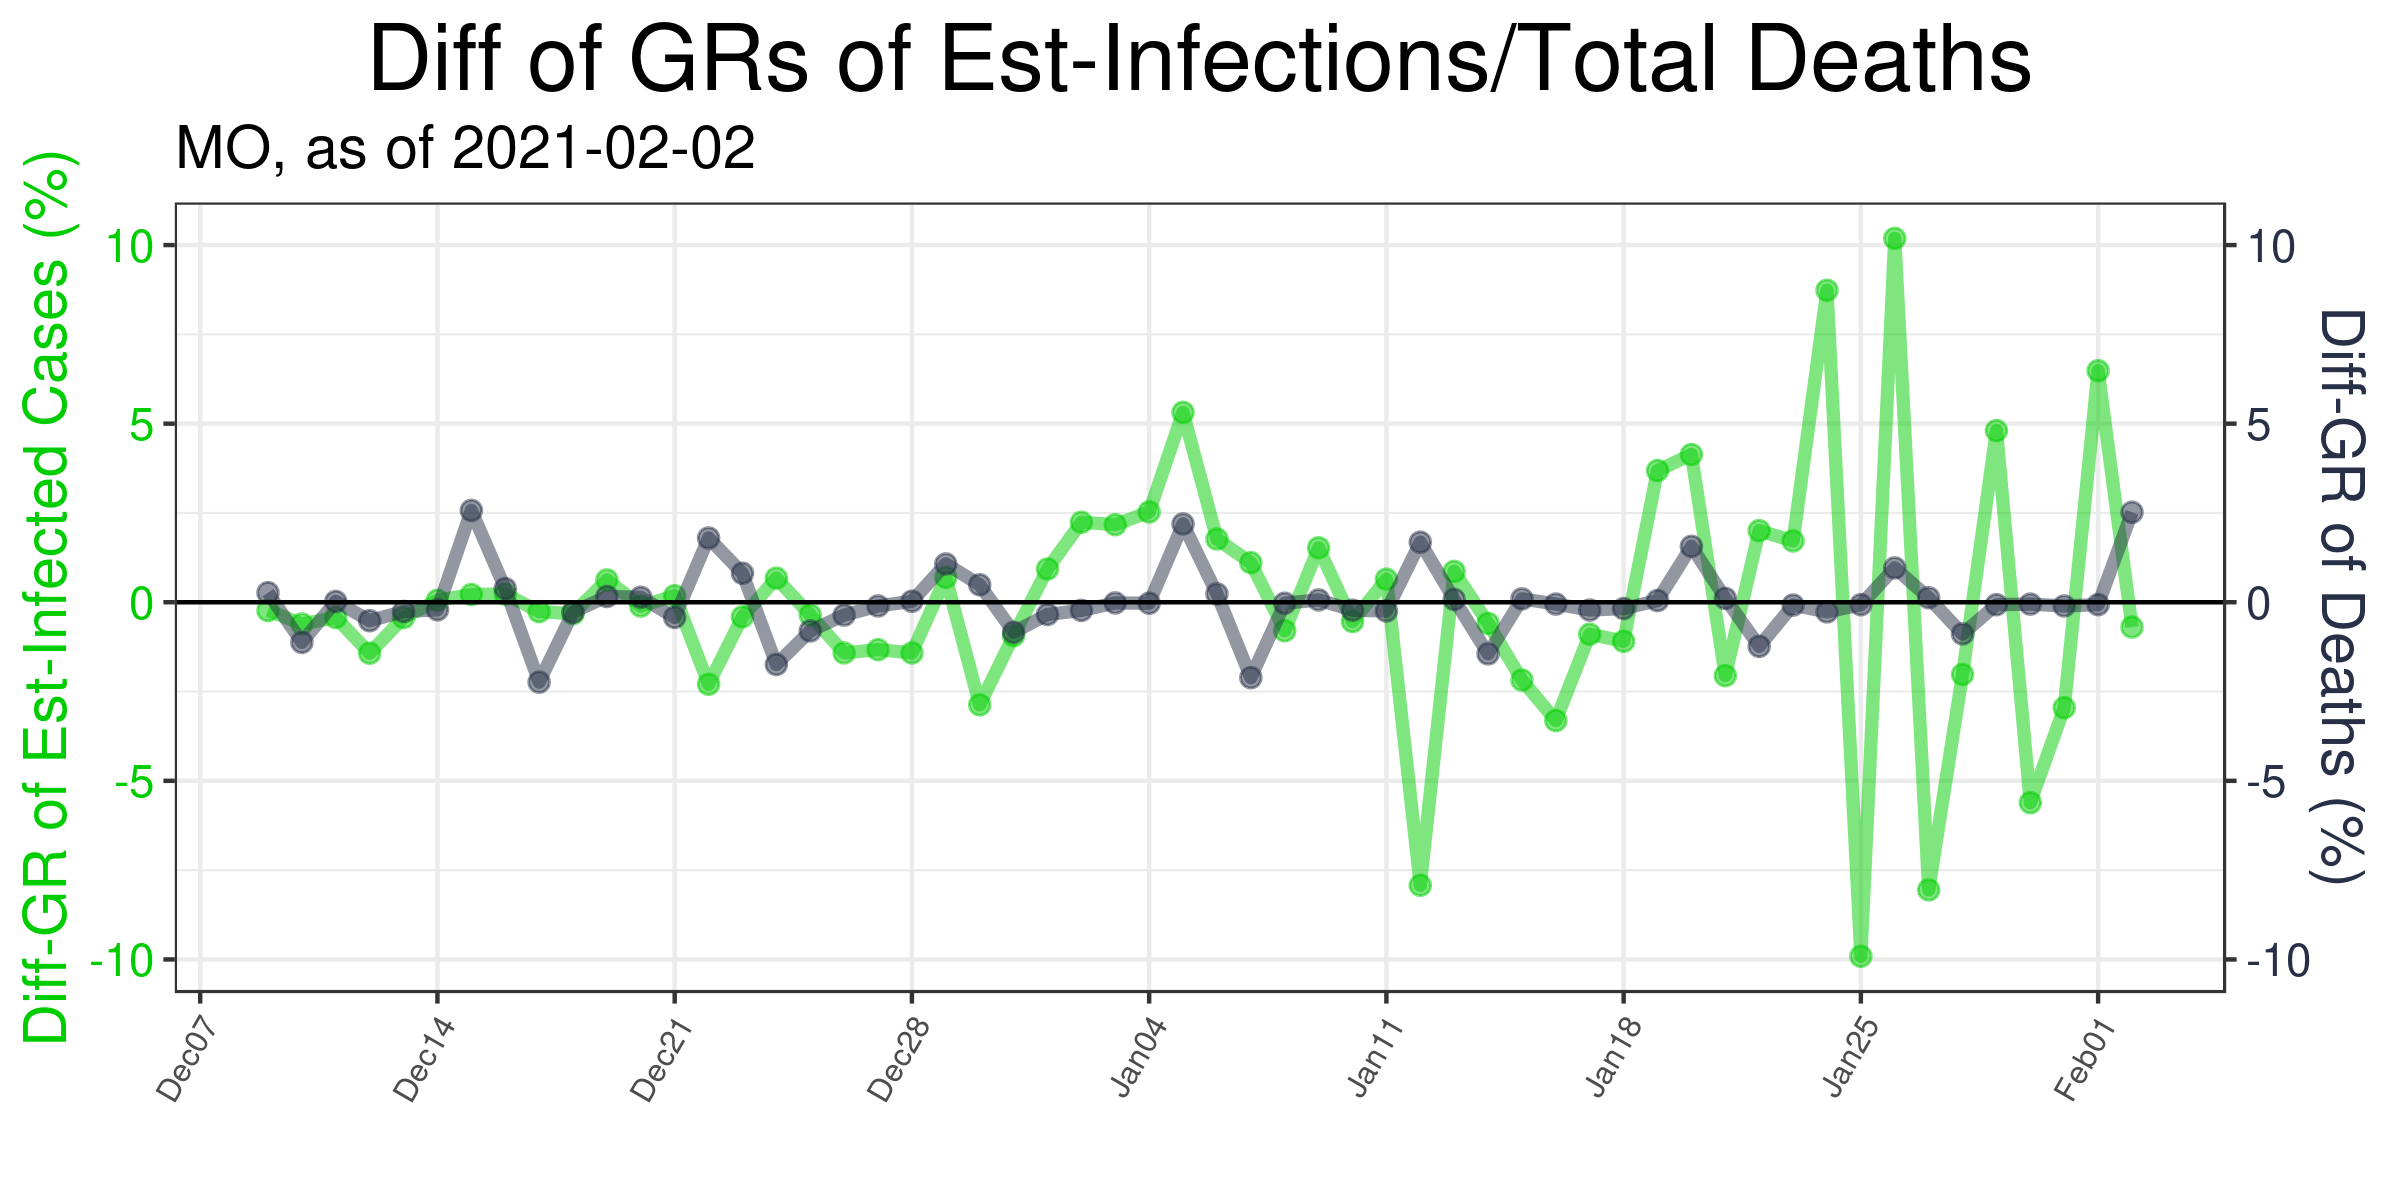 Diff of GRs of Est-Infections/Total Deaths
MO, as of 2021-02-02
Diff-GR of Est-Infected Cases (%)
10
5
0
-5
-10
10
5
0
-5
-10
Diff-GR of Deaths (%)
Dec07
Dec14
Dec21
Dec28
Jan04
Jan11
Jan18
Jan25
Feb01